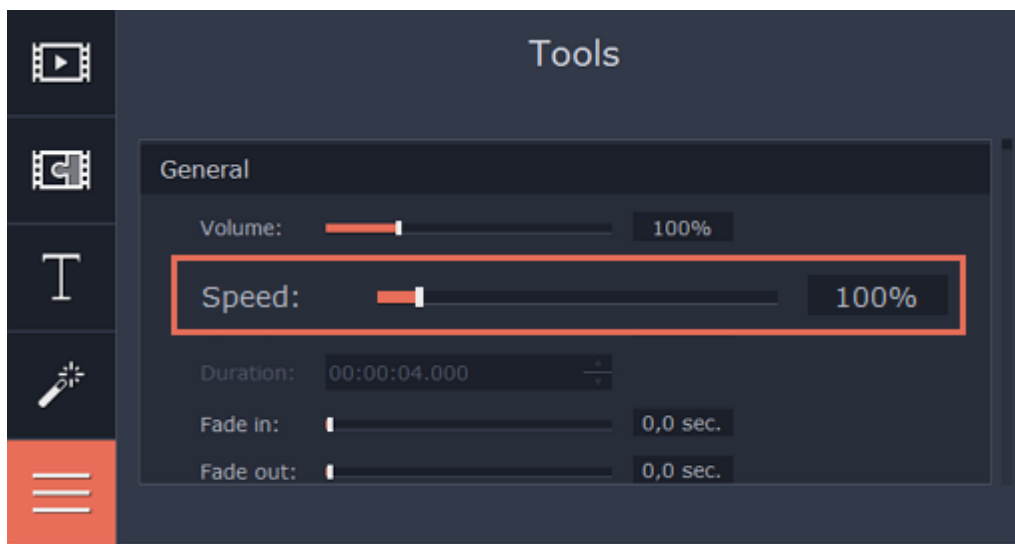 Tools
General
Volume: 100%
Speed: 100%
Duration: 00:00:04.000
Fade in: 0,0 sec.
Fade out: 0,0 sec.
T